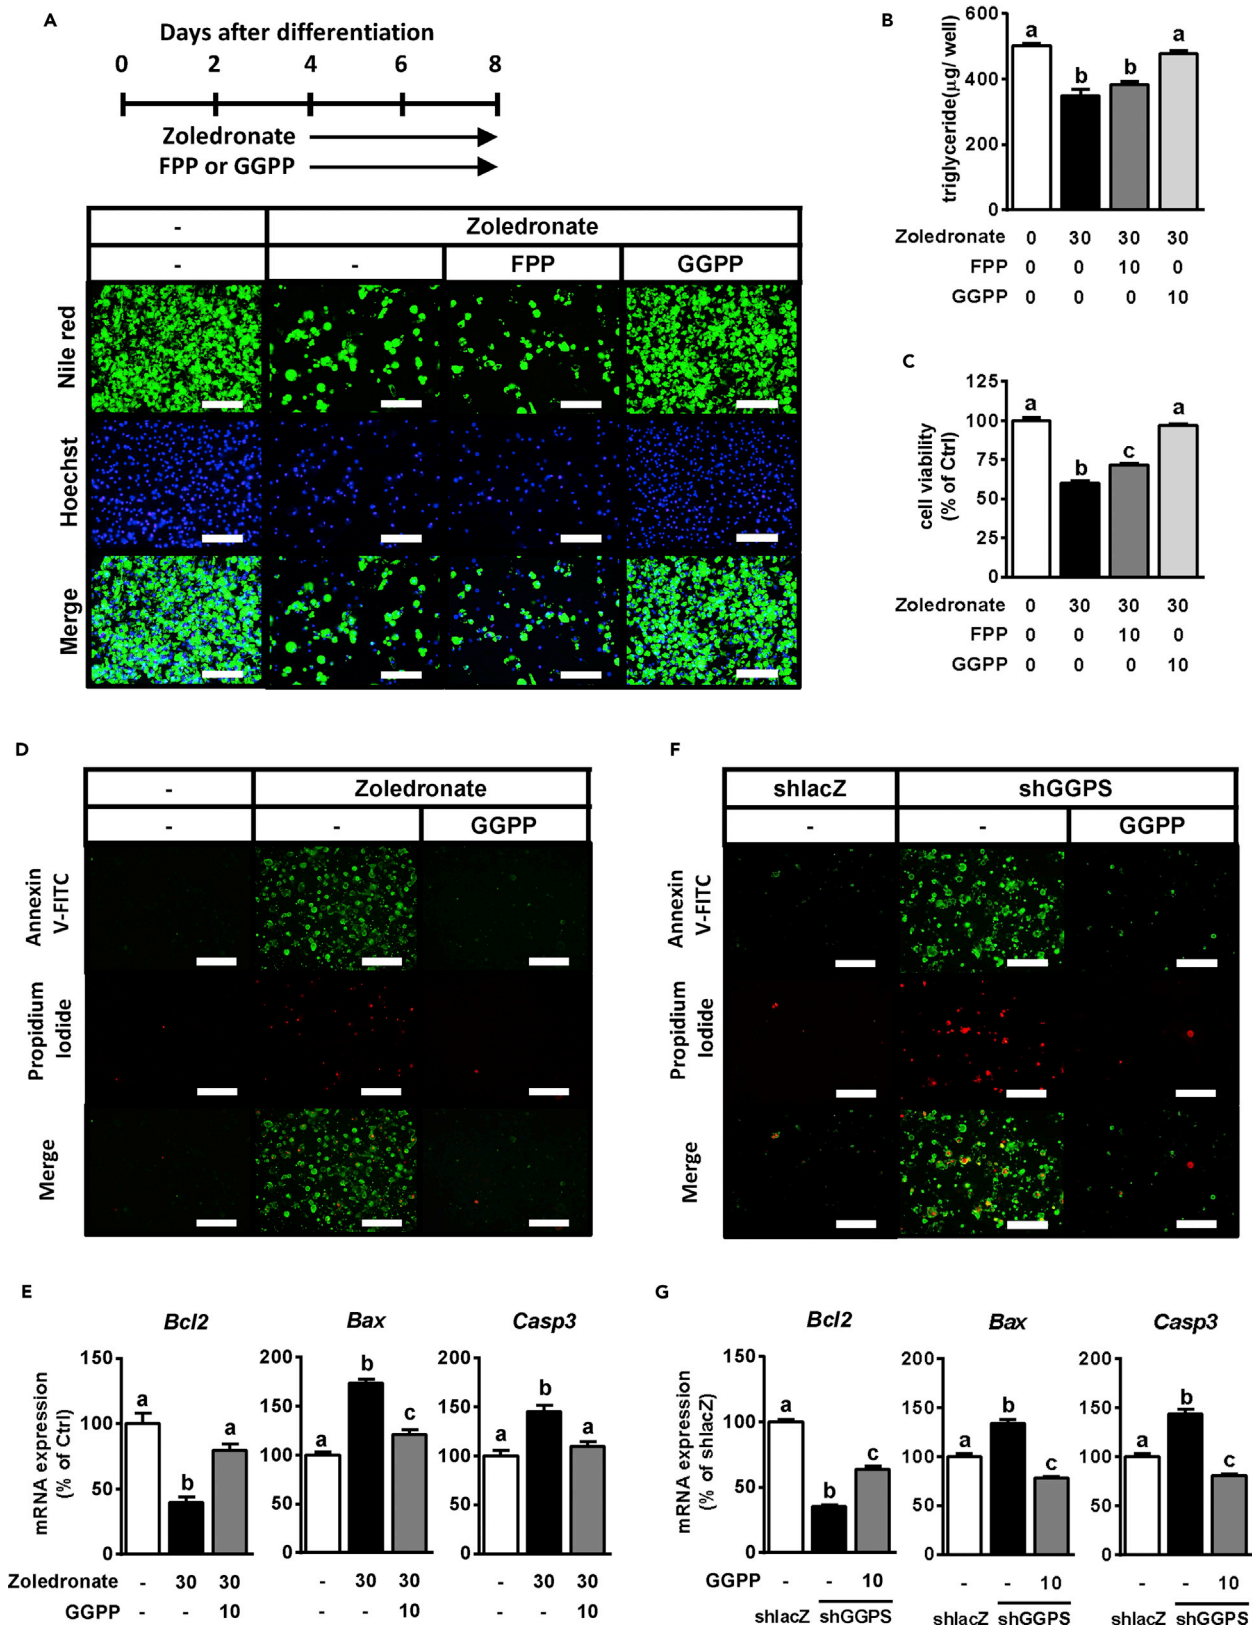 A
Days after differentiation
0 2 4 6 8
Zoledronate
FPP or GGPP
- Zoledronate
- - FPP GGPP
Nile red
Hoechst
Merge
B
triglyceride(μg/ well)
600
400
200
0
a b b a
Zoledronate 0 30 30 30
FPP 0 0 10 0
GGPP 0 0 0 10
C
cell viability
(% of Ctrl)
125
100
75
50
25
0
a b c a
Zoledronate 0 30 30 30
FPP 0 0 10 0
GGPP 0 0 0 10
D
- Zoledronate
- - GGPP
Annexin
V-FITC
Propidium
Iodide
Merge
F
shlacZ shGGPS
- - GGPP
Annexin
V-FITC
Propidium
Iodide
Merge
E
Bcl2 Bax Casp3
mRNA expression
(% of Ctrl)
150
100
50
0
a b a
200
150
100
50
0
a b c
200
150
100
50
0
a b a
Zoledronate - 30 30 - 30 30 - 30 30
GGPP - - 10 - - 10 - - 10
G
Bcl2 Bax Casp3
mRNA expression
(% of shlacZ)
150
100
50
0
a b c
200
150
100
50
0
a b c
200
150
100
50
0
a b c
GGPP - - 10 - - 10 - - 10
shlacZ shGGPS shlacZ shGGPS shlacZ shGGPS